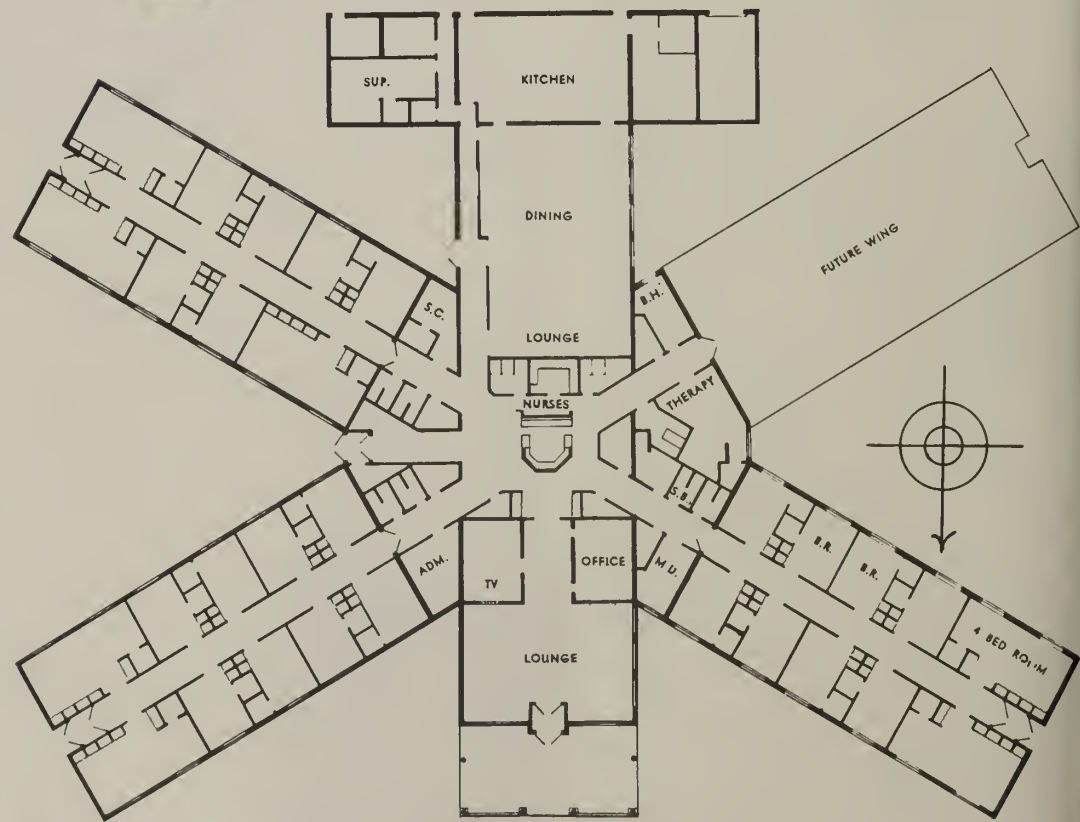 SUP.
KITCHEN
DINING
FUTURE WING
B.H.
S.C.
LOUNGE
THERAPY
NURSES
S.B.
B.R.
ADM.
TV
OFFICE
M.D.
B.R.
LOUNGE
4 BED ROOM